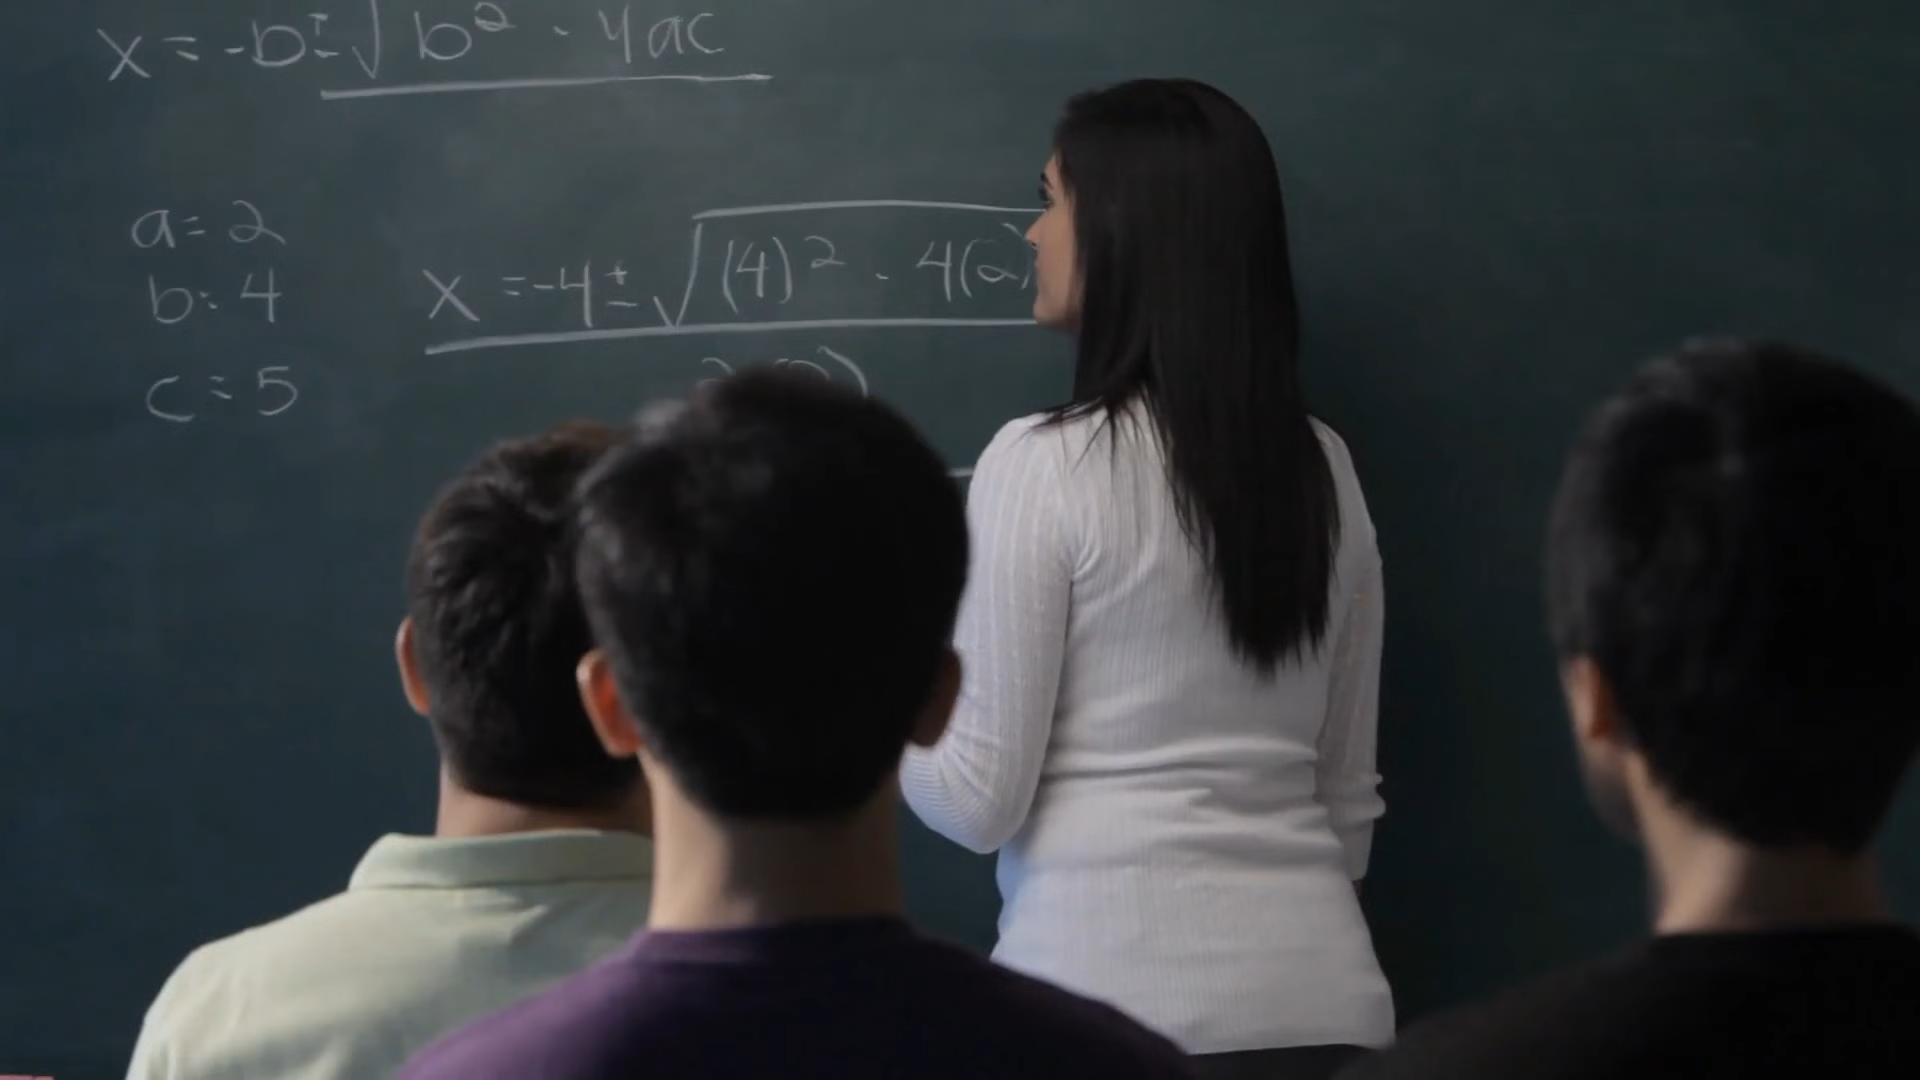 x = -b ± √b² - 4ac
a = 2
b: 4
x = -4 ± √(4)² - 4(2)
c = 5